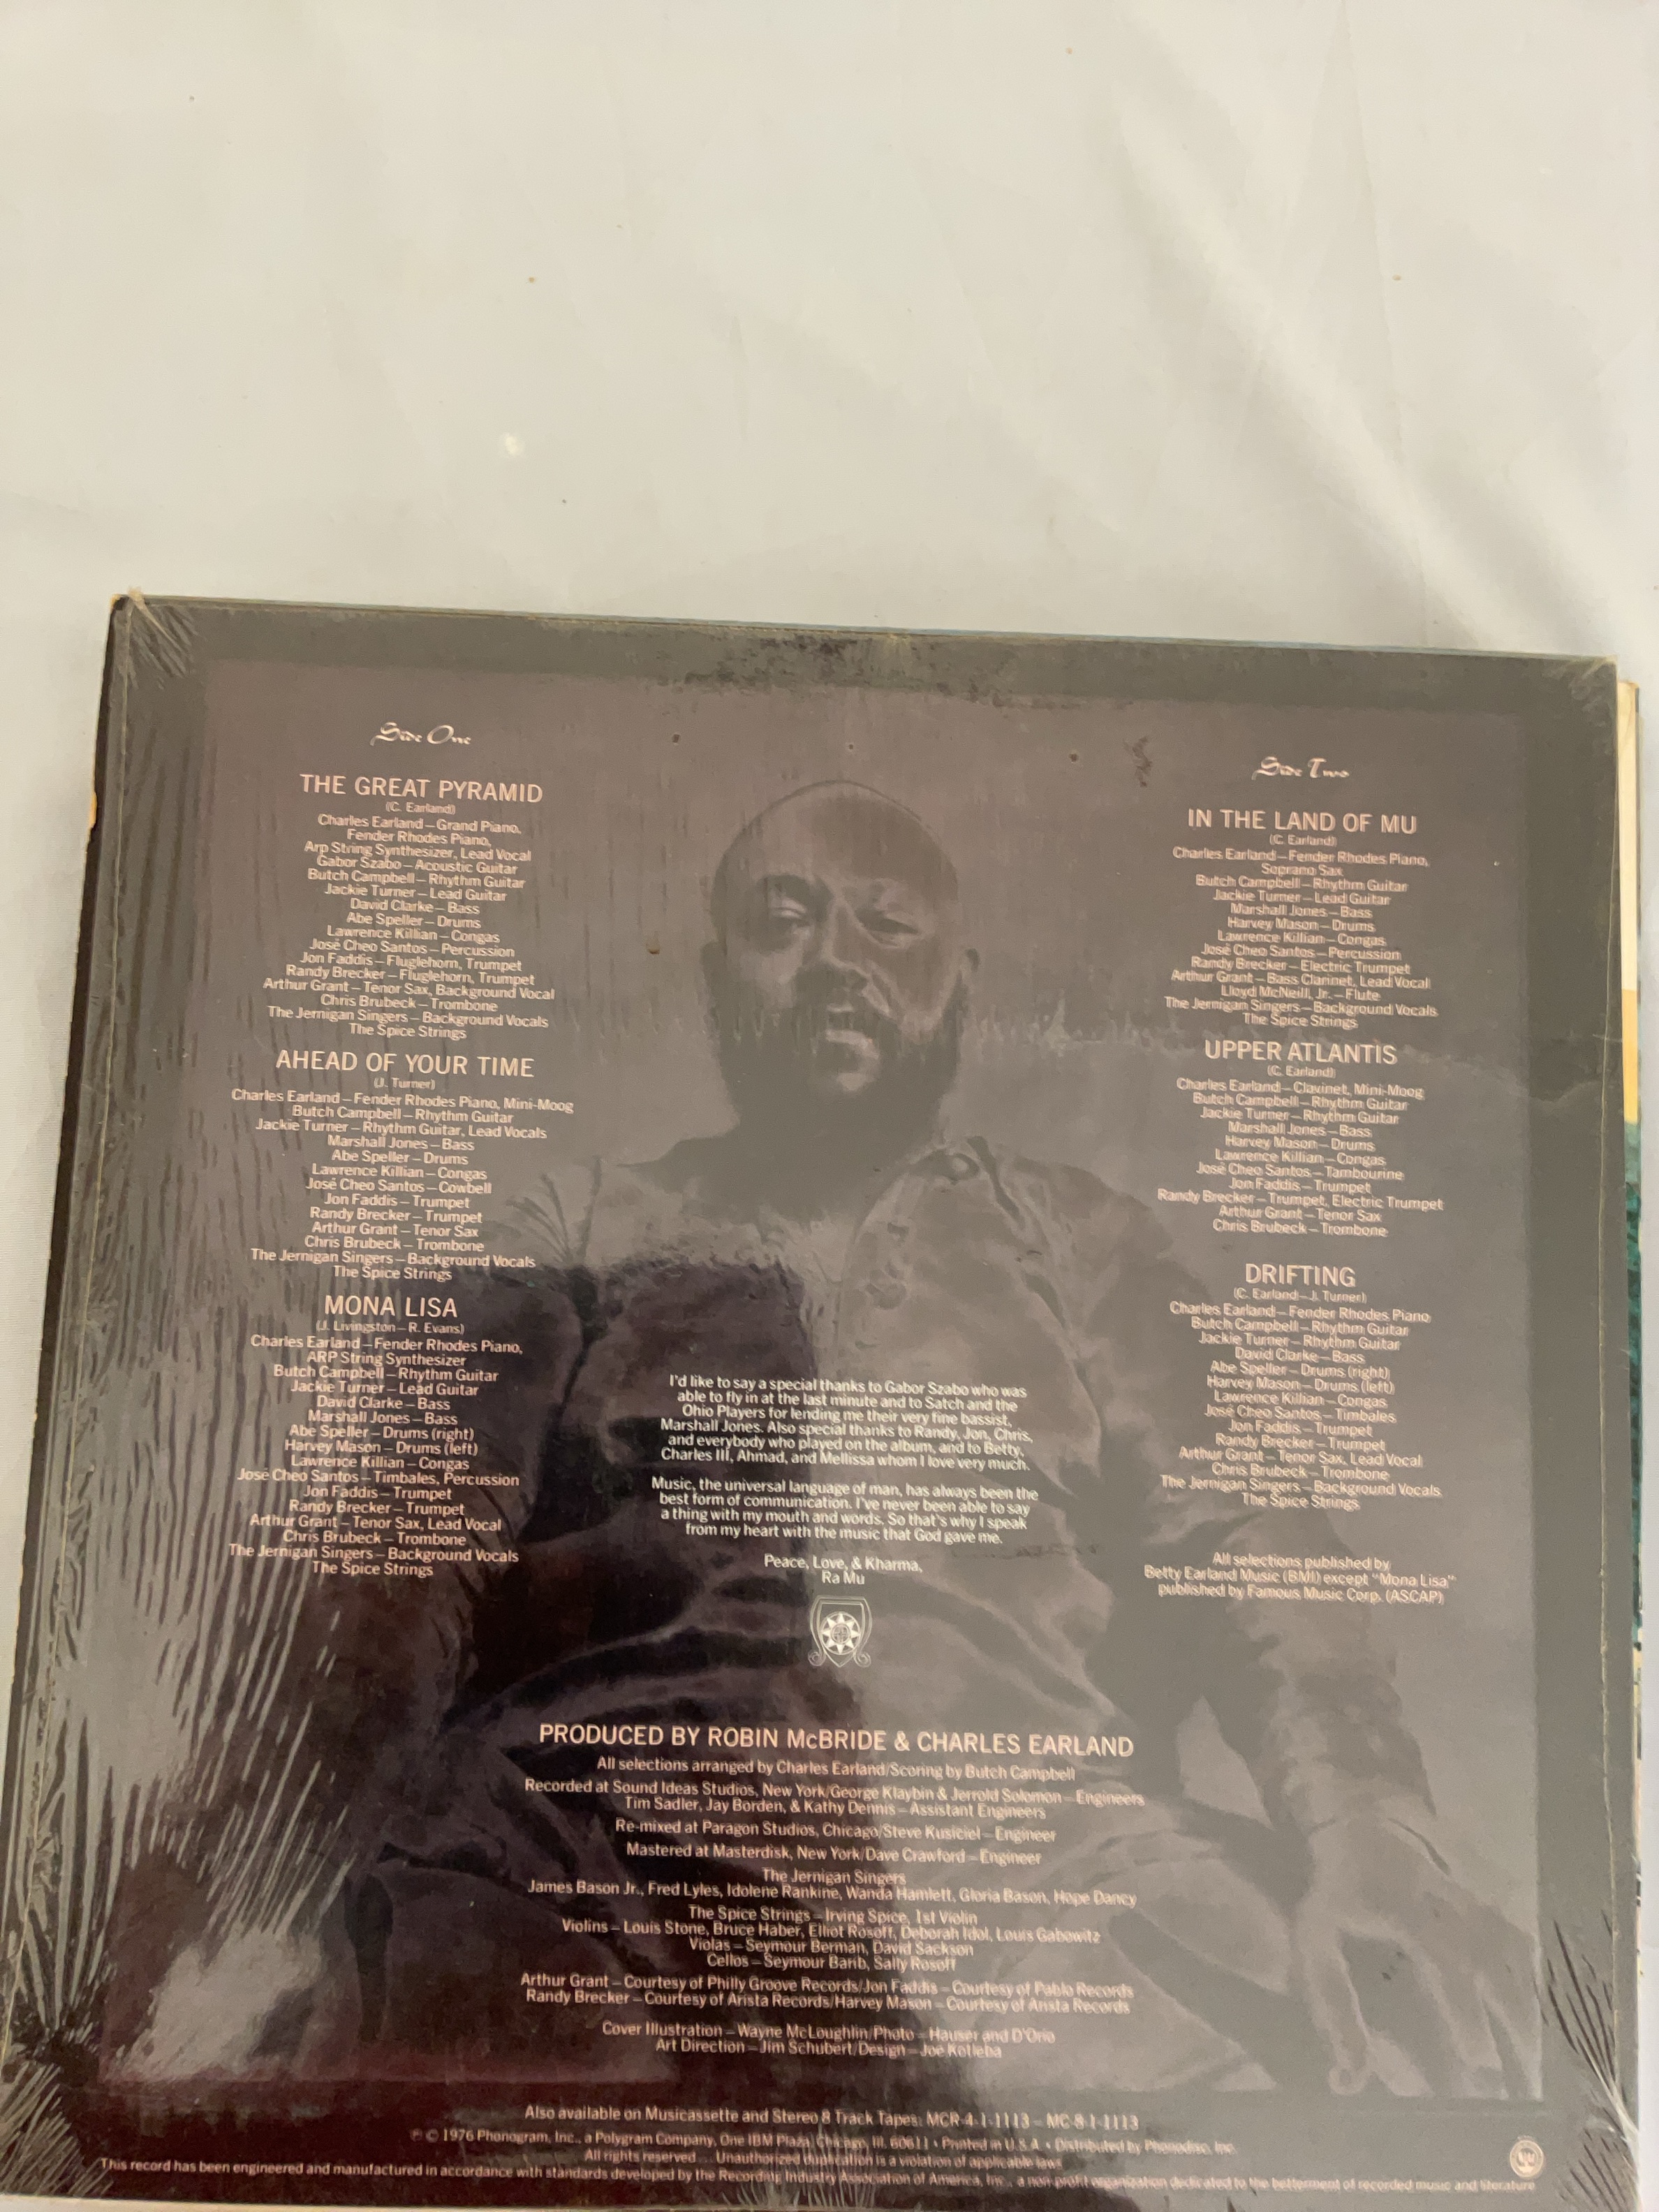 Side One
THE GREAT PYRAMID
(C. Earland)
Charles Earland – Grand Piano,
Fender Rhodes Piano,
Arp String Synthesizer, Lead Vocal
Gabor Szabo – Acoustic Guitar
Butch Campbell – Rhythm Guitar
Jackie Turner – Lead Guitar
David Clarke – Bass
Abe Speller – Drums
Lawrence Killian – Congas
José Cheo Santos – Percussion
Jon Faddis – Fluglehorn, Trumpet
Randy Brecker – Fluglehorn, Trumpet
Arthur Grant – Tenor Sax, Background Vocal
Chris Brubeck – Trombone
The Jernigan Singers – Background Vocals
The Spice Strings
AHEAD OF YOUR TIME
(J. Turner)
Charles Earland – Fender Rhodes Piano, Mini-Moog
Butch Campbell – Rhythm Guitar
Jackie Turner – Rhythm Guitar, Lead Vocals
Marshall Jones – Bass
Abe Speller – Drums
Lawrence Killian – Congas
José Cheo Santos – Cowbell
Jon Faddis – Trumpet
Randy Brecker – Trumpet
Arthur Grant – Tenor Sax
Chris Brubeck – Trombone
The Jernigan Singers – Background Vocals
The Spice Strings
MONA LISA
(J. Livingston – R. Evans)
Charles Earland – Fender Rhodes Piano,
ARP String Synthesizer
Butch Campbell – Rhythm Guitar
Jackie Turner – Lead Guitar
David Clarke – Bass
Marshall Jones – Bass
Abe Speller – Drums (right)
Harvey Mason – Drums (left)
Lawrence Killian – Congas
José Cheo Santos – Timbales, Percussion
Jon Faddis – Trumpet
Randy Brecker – Trumpet
Arthur Grant – Tenor Sax, Lead Vocal
Chris Brubeck – Trombone
The Jernigan Singers – Background Vocals
The Spice Strings
Side Two
IN THE LAND OF MU
(C. Earland)
Charles Earland – Fender Rhodes Piano,
Soprano Sax
Butch Campbell – Rhythm Guitar
Jackie Turner – Lead Guitar
Marshall Jones – Bass
Harvey Mason – Drums
Lawrence Killian – Congas
José Cheo Santos – Percussion
Randy Brecker – Electric Trumpet
Arthur Grant – Bass Clarinet, Lead Vocal
Lloyd McNeill, Jr. – Flute
The Jernigan Singers – Background Vocals
The Spice Strings
UPPER ATLANTIS
(C. Earland)
Charles Earland – Clavinet, Mini-Moog
Butch Campbell – Rhythm Guitar
Jackie Turner – Rhythm Guitar
Marshall Jones – Bass
Harvey Mason – Drums
Lawrence Killian – Congas
José Cheo Santos – Tambourine
Jon Faddis – Trumpet
Randy Brecker – Trumpet, Electric Trumpet
Arthur Grant – Tenor Sax
Chris Brubeck – Trombone
DRIFTING
(C. Earland – J. Turner)
Charles Earland – Fender Rhodes Piano
Butch Campbell – Rhythm Guitar
Jackie Turner – Rhythm Guitar
David Clarke – Bass
Abe Speller – Drums (right)
Harvey Mason – Drums (left)
Lawrence Killian – Congas
José Cheo Santos – Timbales
Jon Faddis – Trumpet
Randy Brecker – Trumpet
Arthur Grant – Tenor Sax, Lead Vocal
Chris Brubeck – Trombone
The Jernigan Singers – Background Vocals
The Spice Strings
All selections published by
Betty Earland Music (BMI) except "Mona Lisa"
published by Famous Music Corp. (ASCAP)
I'd like to say a special thanks to Gabor Szabo who was
able to fly in at the last minute and to Satch and the
Ohio Players for lending me their very fine bassist,
Marshall Jones. Also special thanks to Randy, Jon, Chris,
and everybody who played on the album, and to Betty,
Charles III, Ahmad, and Mellissa whom I love very much.
Music, the universal language of man, has always been the
best form of communication. I've never been able to say
a thing with my mouth and words. So that's why I speak
from my heart with the music that God gave me.
Peace, Love, & Kharma,
Ra Mu
PRODUCED BY ROBIN McBRIDE & CHARLES EARLAND
All selections arranged by Charles Earland/Scoring by Butch Campbell
Recorded at Sound Ideas Studios, New York/George Klaybin & Jerrold Solomon – Engineers
Tim Sadler, Jay Borden, & Kathy Dennis – Assistant Engineers
Re-mixed at Paragon Studios, Chicago/Steve Kusiciel – Engineer
Mastered at Masterdisk, New York/Dave Crawford – Engineer
The Jernigan Singers
James Bason Jr., Fred Lyles, Idolene Rankine, Wanda Hamlett, Gloria Bason, Hope Dancy
The Spice Strings – Irving Spice, 1st Violin
Violins – Louis Stone, Bruce Haber, Elliot Rosoff, Deborah Idol, Louis Gabowitz
Violas – Seymour Berman, David Sackson
Cellos – Seymour Barib, Sally Rosoff
Arthur Grant – Courtesy of Philly Groove Records/Jon Faddis – Courtesy of Pablo Records
Randy Brecker – Courtesy of Arista Records/Harvey Mason – Courtesy of Arista Records
Cover Illustration – Wayne McLoughlin/Photo – Hauser and D'Orio
Art Direction – Jim Schubert/Design – Joe Kotleba
Also available on Musicassette and Stereo 8 Track Tapes: MCR-4-1-1113 – MC-8-1-1113
℗ © 1976 Phonogram, Inc., a Polygram Company, One IBM Plaza, Chicago, Ill. 60611 • Printed in U.S.A. • Distributed by Phonodisc, Inc.
All rights reserved. Unauthorized duplication is a violation of applicable laws
This record has been engineered and manufactured in accordance with standards developed by the Recording Industry Association of America, Inc., a non-profit organization dedicated to the betterment of recorded music and literature